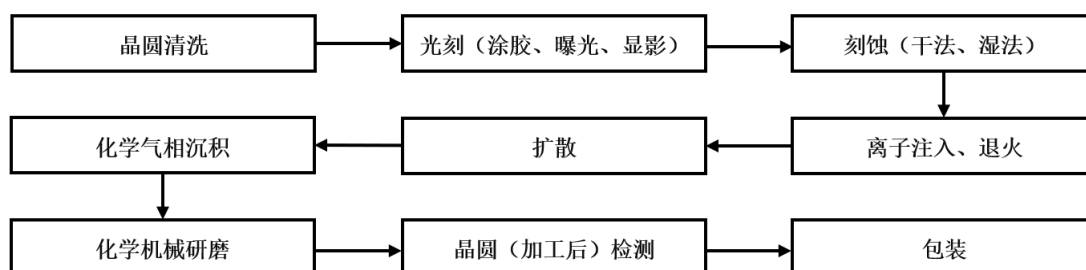 晶圆清洗
光刻（涂胶、曝光、显影）
刻蚀（干法、湿法）
离子注入、退火
扩散
化学气相沉积
化学机械研磨
晶圆（加工后）检测
包装